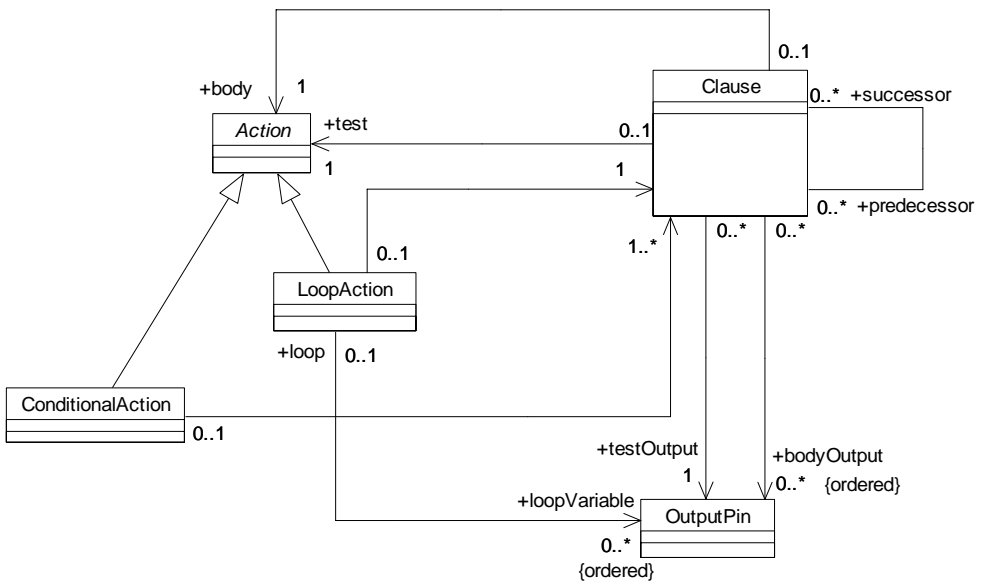 0..1
+body
1
Clause
0..*
+successor
Action
+test
0..1
1
1
0..*
+predecessor
0..*
0..*
1..*
0..1
LoopAction
+loop
0..1
ConditionalAction
0..1
+testOutput
+bodyOutput
1
0..*
{ordered}
+loopVariable
OutputPin
0..*
{ordered}